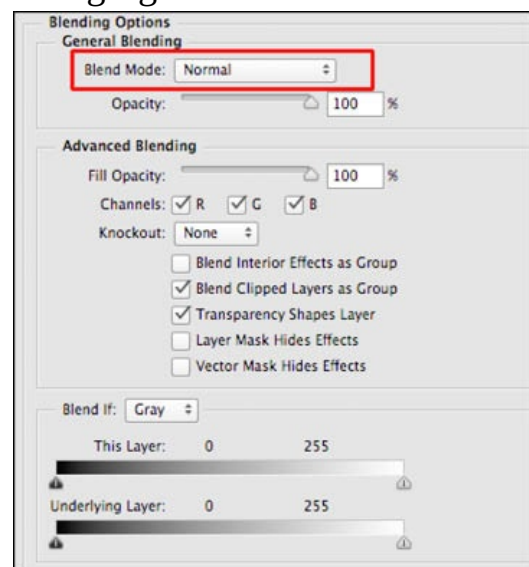 Blending Options
General Blending
Blend Mode: Normal
Opacity: 100 %
Advanced Blending
Fill Opacity: 100 %
Channels: R G B
Knockout: None
Blend Interior Effects as Group
Blend Clipped Layers as Group
Transparency Shapes Layer
Layer Mask Hides Effects
Vector Mask Hides Effects
Blend If: Gray
This Layer: 0 255
Underlying Layer: 0 255